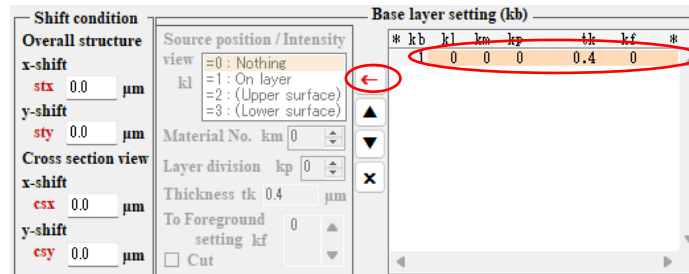 Shift condition
Overall structure
x-shift
stx 0.0 μm
y-shift
sty 0.0 μm
Cross section view
x-shift
csx 0.0 μm
y-shift
csy 0.0 μm
Source position / Intensity
view
kl
=0 : Nothing
=1 : On layer
=2 : (Upper surface)
=3 : (Lower surface)
Material No. km 0
Layer division kp 0
Thickness tk 0.4 μm
To Foreground
setting kf 0
Cut
Base layer setting (kb)
* kb kl km kp tk kf *
1 0 0 0 0.4 0